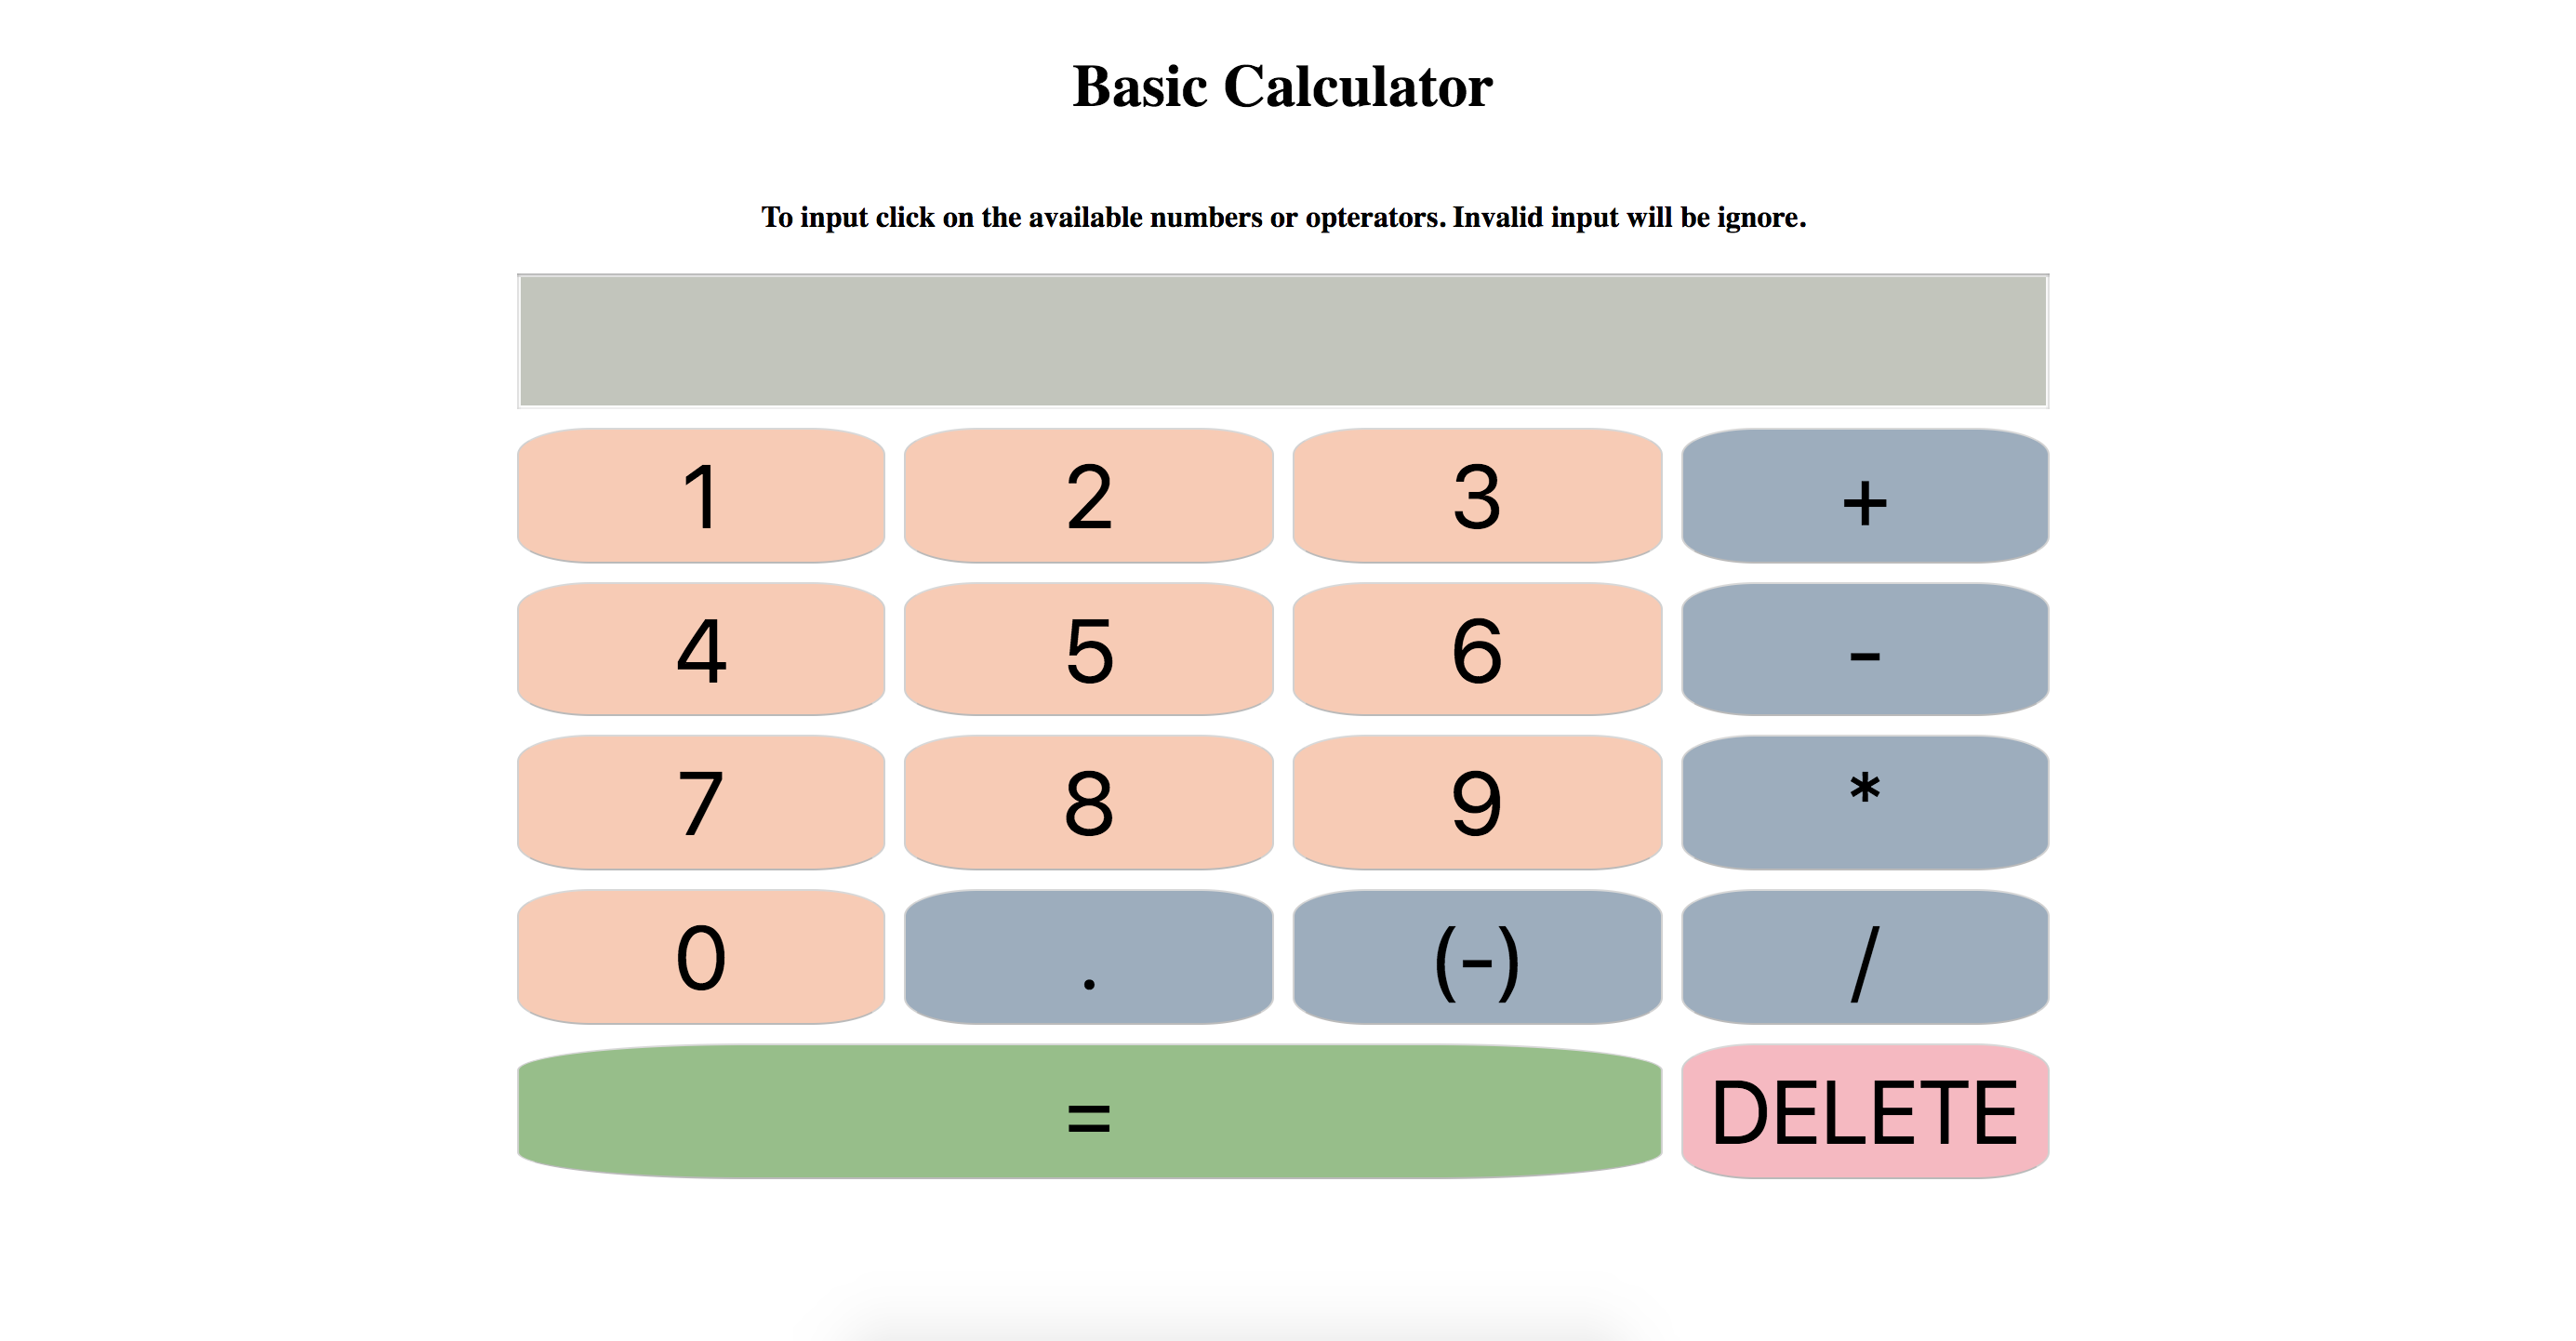 Basic Calculator
To input click on the available numbers or opterators. Invalid input will be ignore.
1 2 3 +
4 5 6 -
7 8 9 *
0 . (-) /
= DELETE